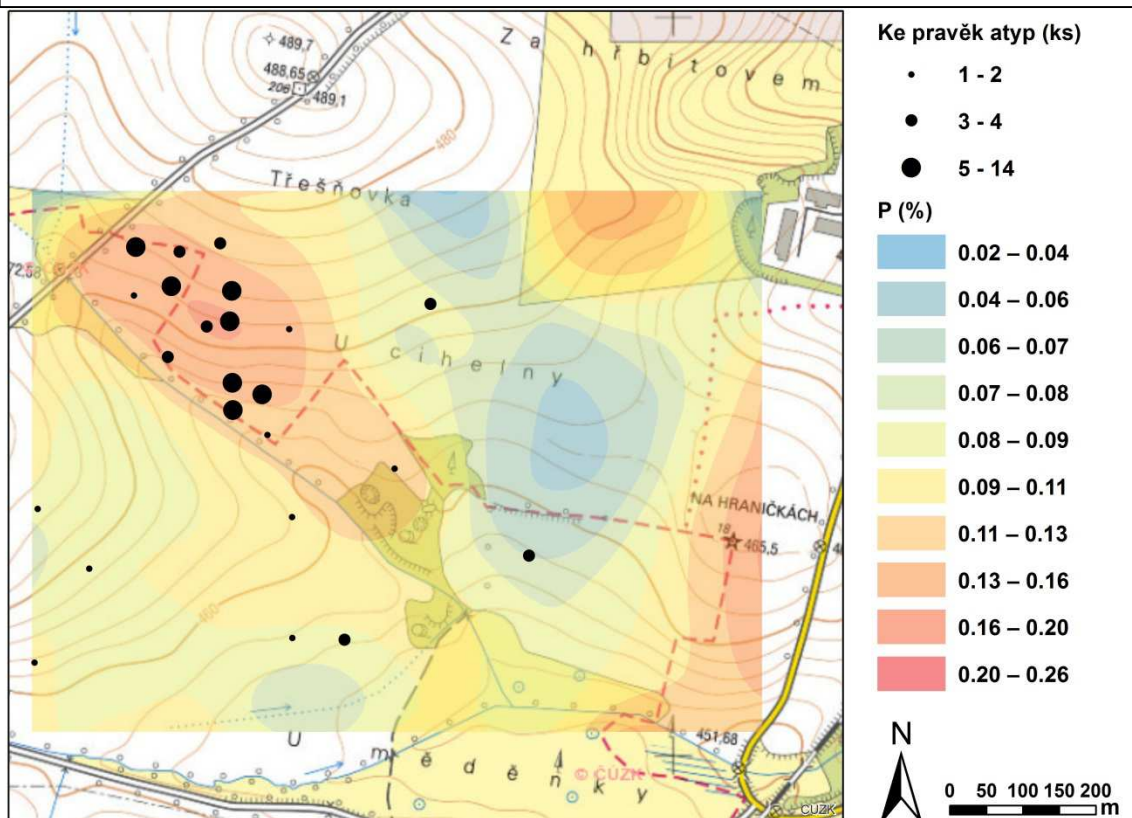 Z a h ř b i t o v e m
489,7
488,65
206 489,1
480
Třešňovka
72,58
U cihelny
NA HRANIČKÁCH
18 465,5
460
451,68
U měděnky
© ČÚZK
ČÚZK
Ke pravěk atyp (ks)
1 - 2
3 - 4
5 - 14
P (%)
0.02 – 0.04
0.04 – 0.06
0.06 – 0.07
0.07 – 0.08
0.08 – 0.09
0.09 – 0.11
0.11 – 0.13
0.13 – 0.16
0.16 – 0.20
0.20 – 0.26
N
0 50 100 150 200
m